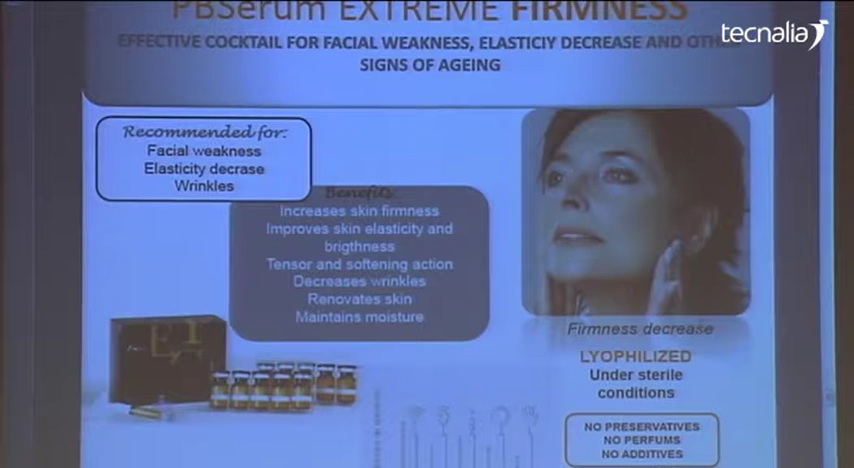 PBSerum EXTREME FIRMNESS
tecnalia
EFFECTIVE COCKTAIL FOR FACIAL WEAKNESS, ELASTICIY DECREASE AND
SIGNS OF AGEING
Recommended for:
Facial weakness
Elasticity decrase
Wrinkles
Benefits:
Increases skin firmness
Improves skin elasticity and
brigthness
Tensor and softening action
Decreases wrinkles
Renovates skin
Maintains moisture
Firmness decrease
LYOPHILIZED
Under sterile
conditions
NO PRESERVATIVES
NO PERFUMS
NO ADDITIVES